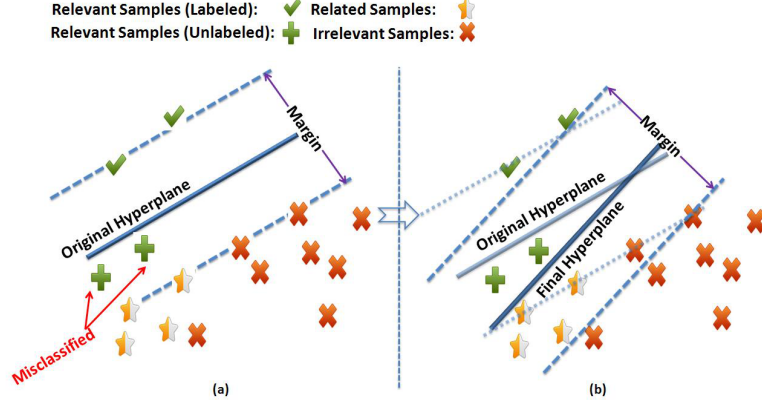 Relevant Samples (Labeled): Related Samples:
Relevant Samples (Unlabeled): Irrelevant Samples:
Margin
Original Hyperplane
Misclassified
(a)
Margin
Original Hyperplane
Final Hyperplane
(b)